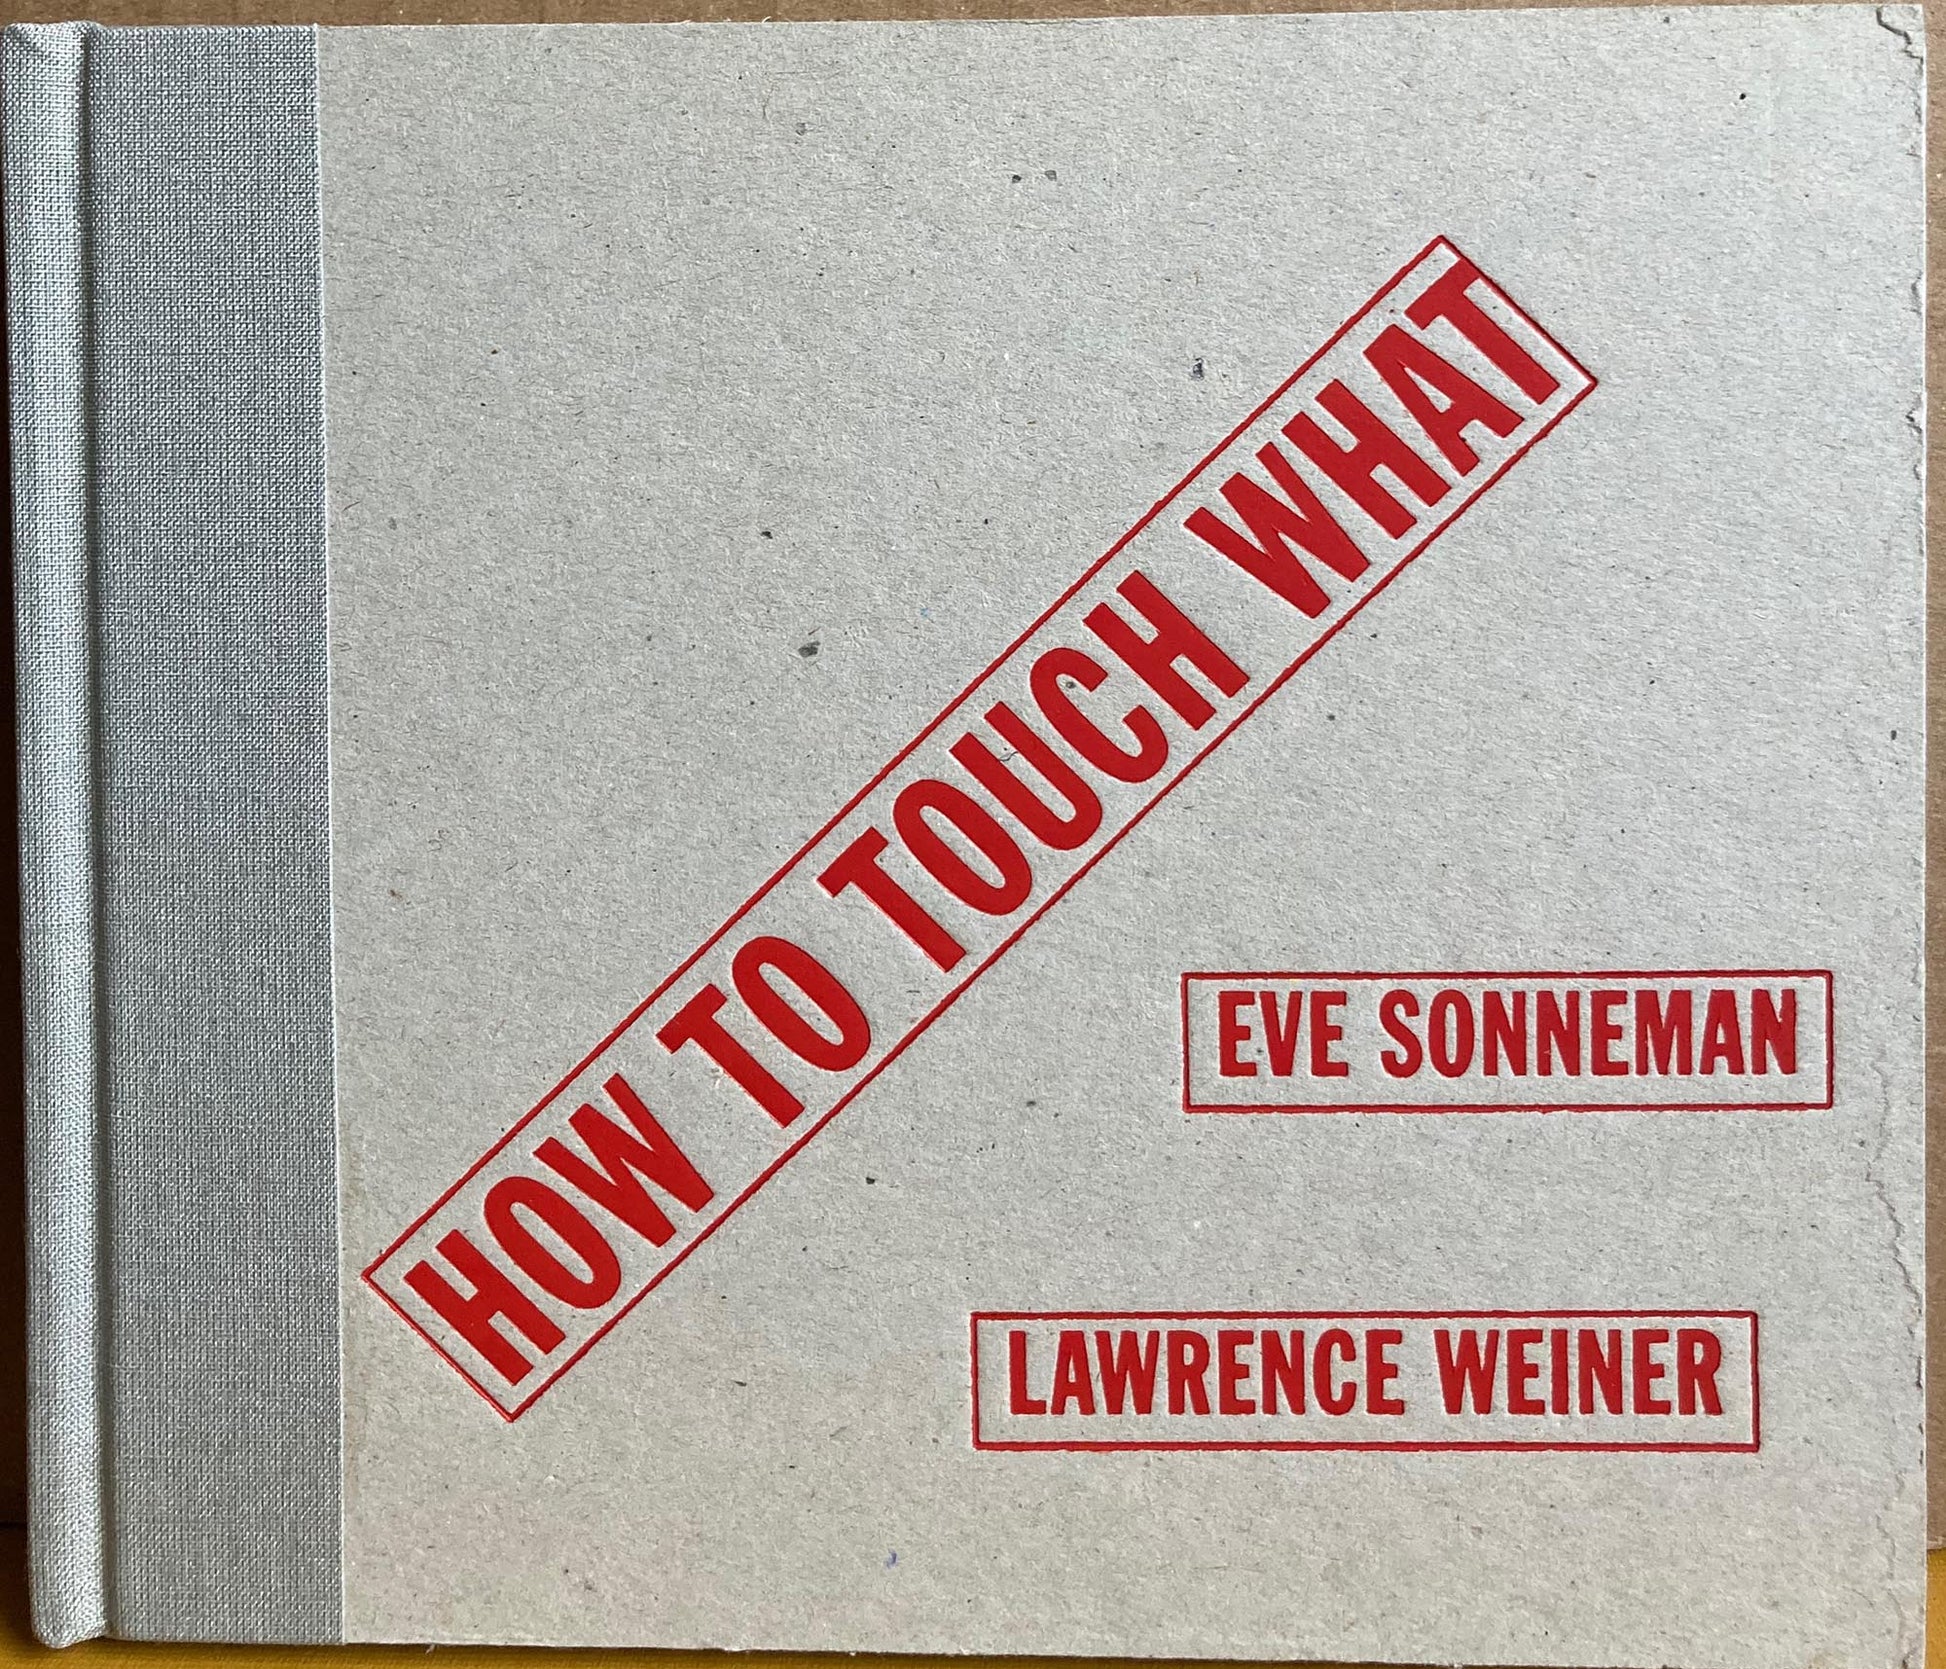 HOW TO TOUCH WHAT
EVE SONNEMAN
LAWRENCE WEINER